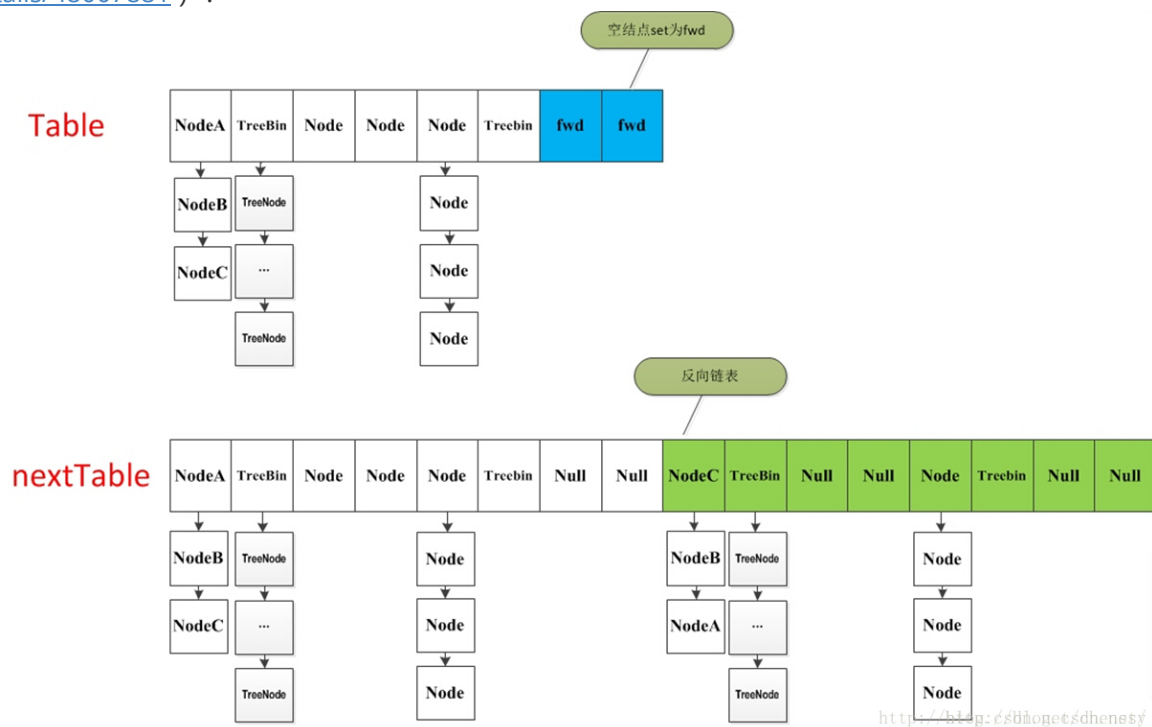 空结点set为fwd
Table
NodeA TreeBin Node Node Node Treebin fwd fwd
NodeB TreeNode Node
NodeC ... Node
TreeNode Node
反向链表
nextTable
NodeA TreeBin Node Node Node Treebin Null Null NodeC TreeBin Null Null Node Treebin Null Null
NodeB TreeNode Node NodeB TreeNode Node
NodeC ... Node NodeA ... Node
TreeNode Node TreeNode Node